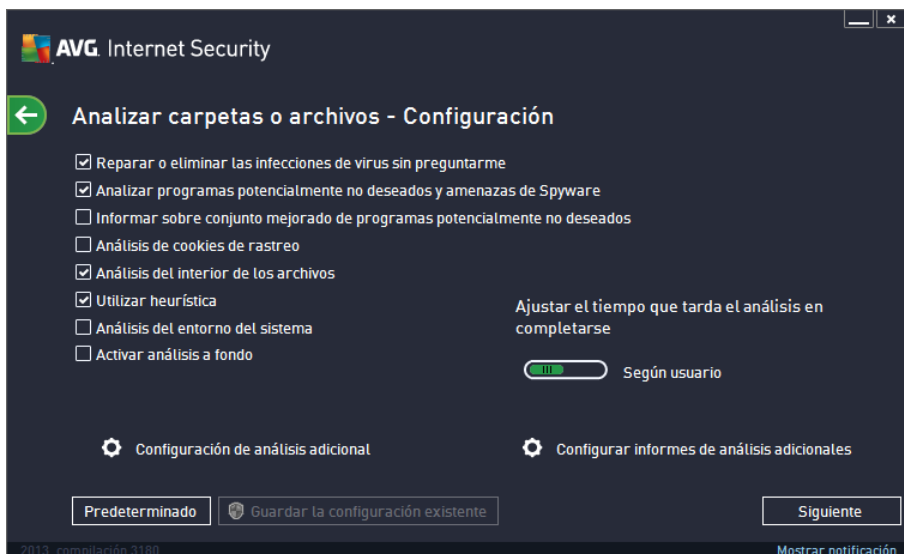 AVG. Internet Security
Analizar carpetas o archivos - Configuración
Reparar o eliminar las infecciones de virus sin preguntarme
Analizar programas potencialmente no deseados y amenazas de Spyware
Informar sobre conjunto mejorado de programas potencialmente no deseados
Análisis de cookies de rastreo
Análisis del interior de los archivos
Utilizar heurística
Análisis del entorno del sistema
Activar análisis a fondo
Ajustar el tiempo que tarda el análisis en
completarse
Según usuario
Configuración de análisis adicional
Configurar informes de análisis adicionales
Predeterminado
Guardar la configuración existente
Siguiente
2013. compilación 3180
Mostrar notificación